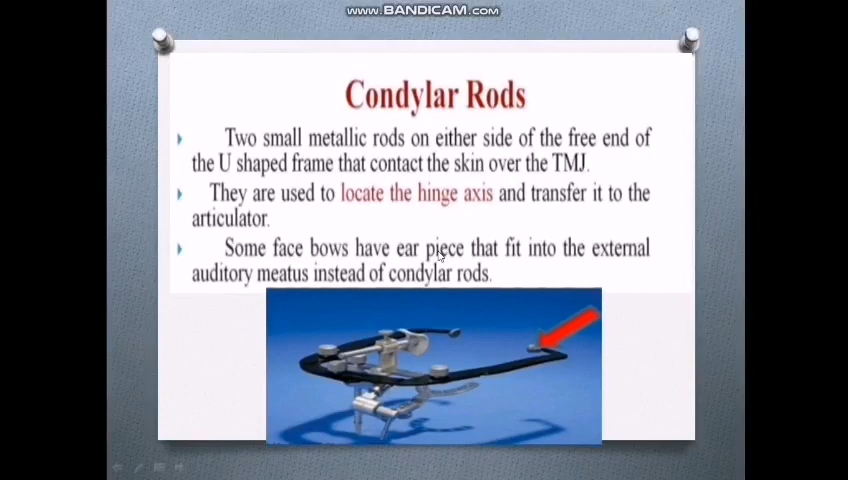 www.BANDICAM.com
Condylar Rods
Two small metallic rods on either side of the free end of
the U shaped frame that contact the skin over the TMJ.
They are used to locate the hinge axis and transfer it to the
articulator.
Some face bows have ear piece that fit into the external
auditory meatus instead of condylar rods.